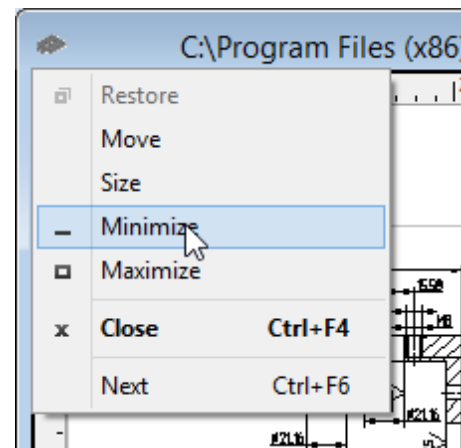 C:\Program Files (x86)
Restore
Move
Size
Minimize
Maximize
Close Ctrl+F4
Next Ctrl+F6